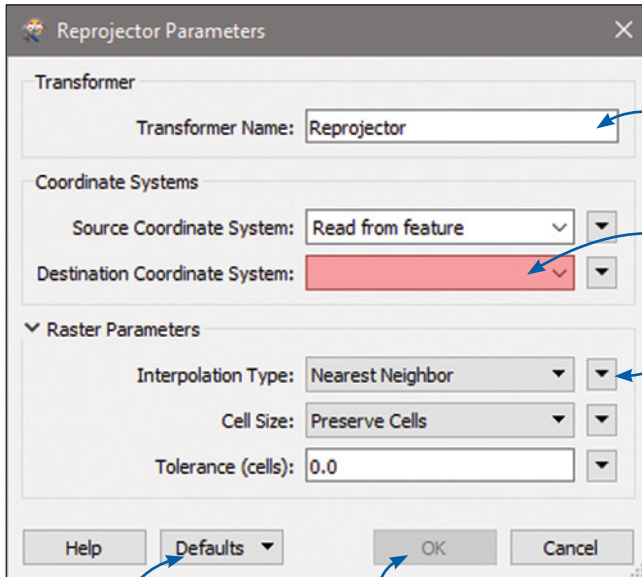 Reprojector Parameters
Transformer
Transformer Name: Reprojector
Coordinate Systems
Source Coordinate System: Read from feature
Destination Coordinate System:
Raster Parameters
Interpolation Type: Nearest Neighbor
Cell Size: Preserve Cells
Tolerance (cells): 0.0
Help Defaults OK Cancel